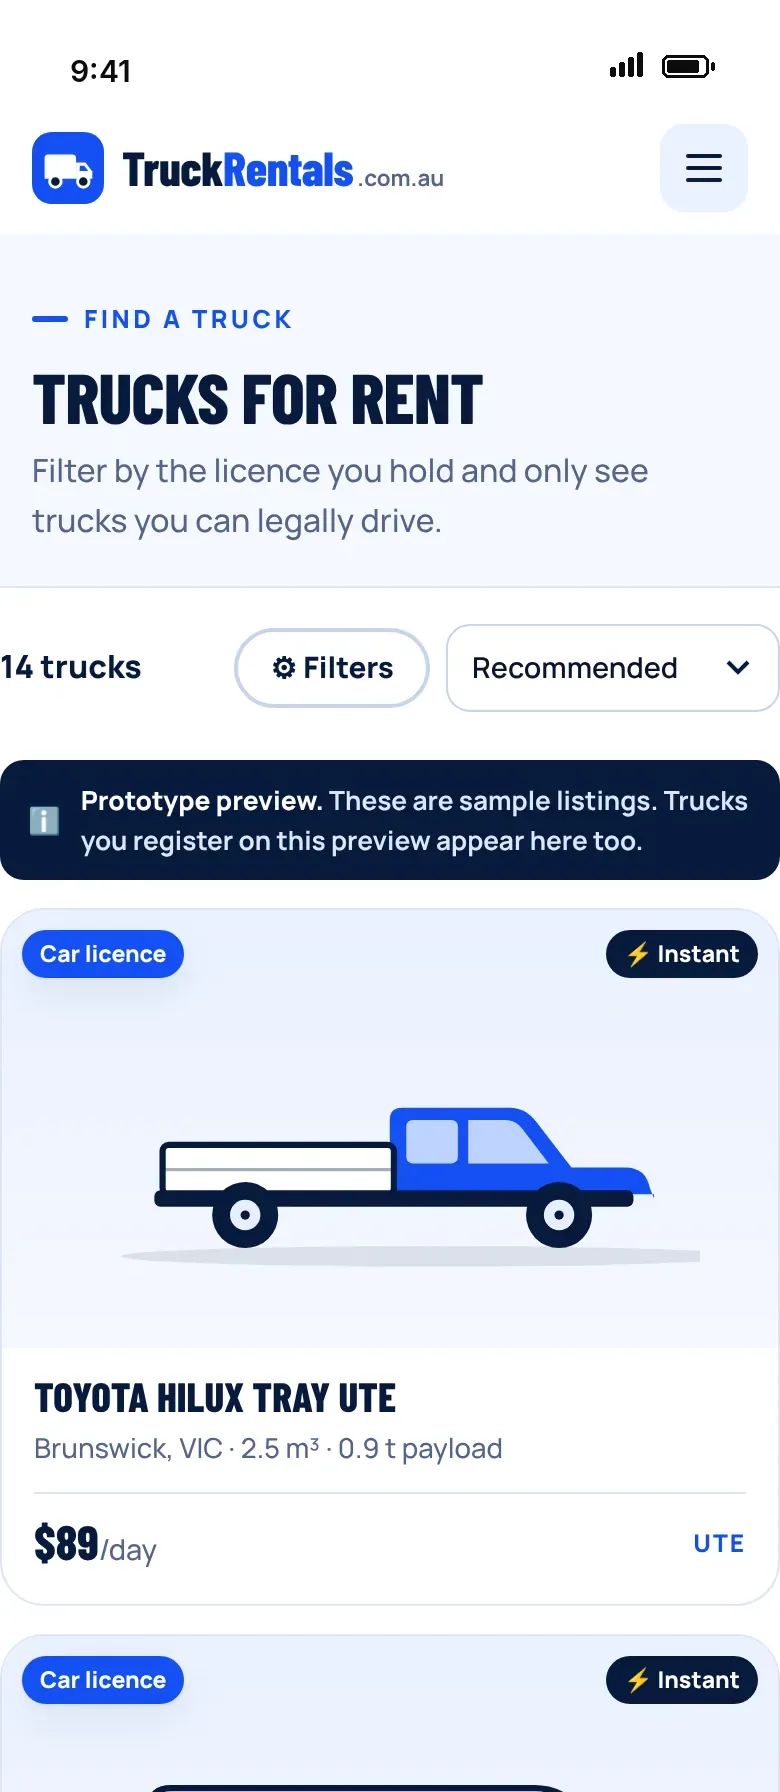 9:41
TruckRentals.com.au
FIND A TRUCK
TRUCKS FOR RENT
Filter by the licence you hold and only see
trucks you can legally drive.
14 trucks
⚙ Filters
Recommended
ℹ️ Prototype preview. These are sample listings. Trucks
you register on this preview appear here too.
Car licence
⚡ Instant
TOYOTA HILUX TRAY UTE
Brunswick, VIC · 2.5 m³ · 0.9 t payload
$89/day
UTE
Car licence
⚡ Instant